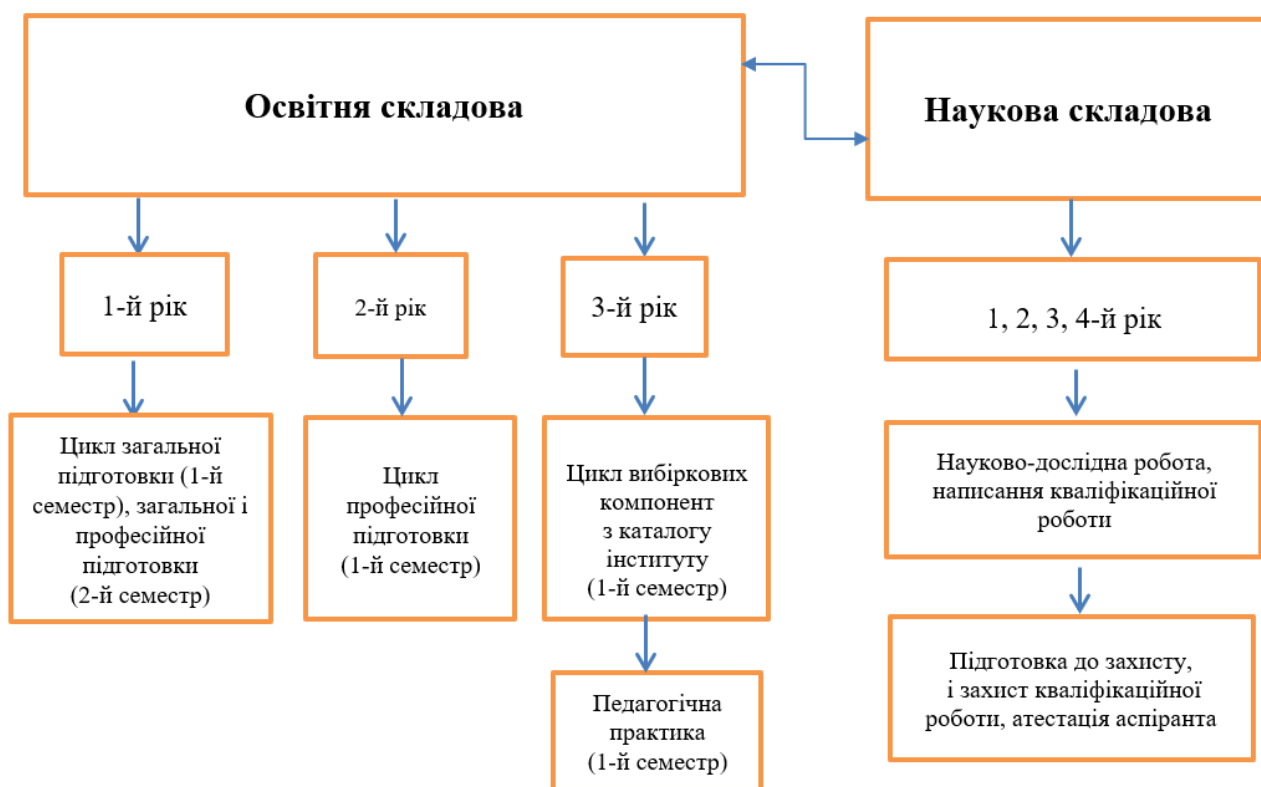 Освітня складова
Наукова складова
1-й рік
2-й рік
3-й рік
1, 2, 3, 4-й рік
Цикл загальної
підготовки (1-й
семестр), загальної і
професійної
підготовки
(2-й семестр)
Цикл
професійної
підготовки
(1-й семестр)
Цикл вибіркових
компонент
з каталогу
інституту
(1-й семестр)
Педагогічна
практика
(1-й семестр)
Науково-дослідна робота,
написання кваліфікаційної
роботи
Підготовка до захисту,
і захист кваліфікаційної
роботи, атестація аспіранта